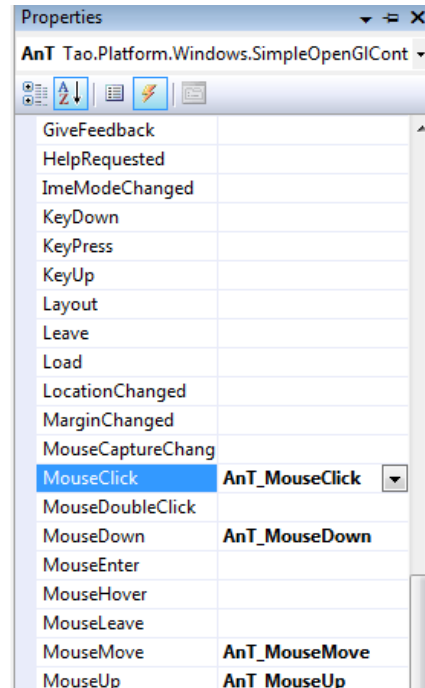 Properties
AnT Tao.Platform.Windows.SimpleOpenGlCont
GiveFeedback
HelpRequested
ImeModeChanged
KeyDown
KeyPress
KeyUp
Layout
Leave
Load
LocationChanged
MarginChanged
MouseCaptureChang
MouseClick AnT_MouseClick
MouseDoubleClick
MouseDown AnT_MouseDown
MouseEnter
MouseHover
MouseLeave
MouseMove AnT_MouseMove
MouseUp AnT_MouseUp